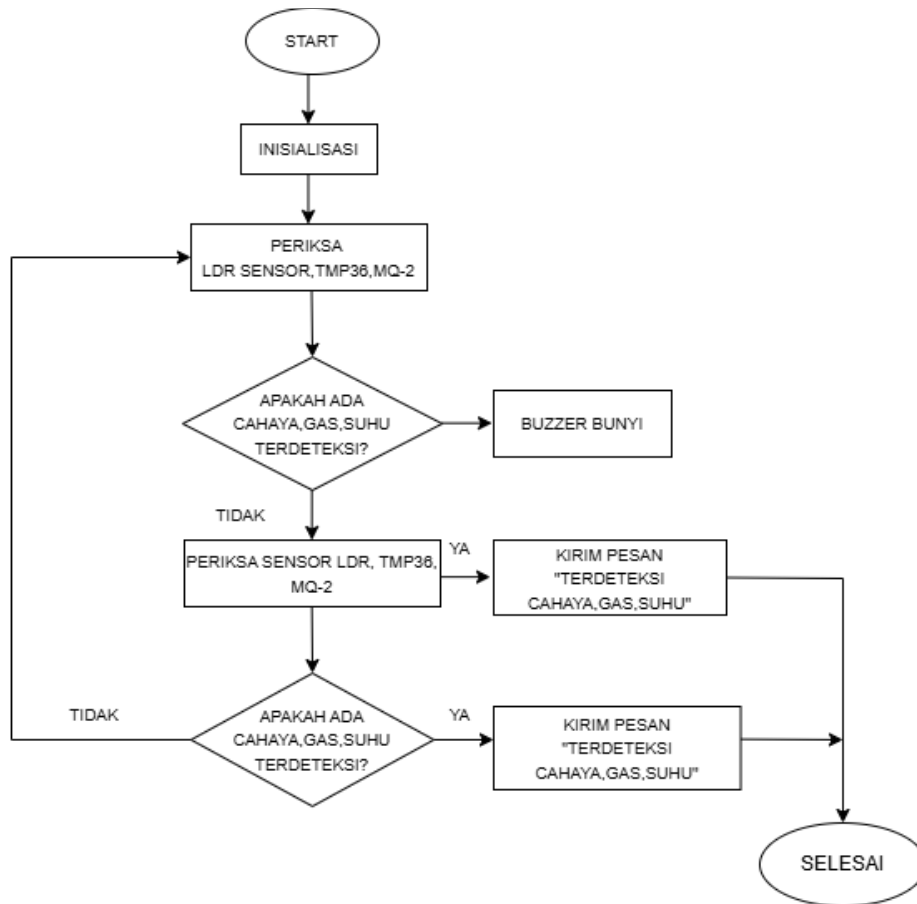 START
INISIALISASI
PERIKSA
LDR SENSOR,TMP36,MQ-2
APAKAH ADA
CAHAYA,GAS,SUHU
TERDETEKSI?
BUZZER BUNYI
TIDAK
PERIKSA SENSOR LDR, TMP36,
MQ-2
YA
KIRIM PESAN
"TERDETEKSI
CAHAYA,GAS,SUHU"
TIDAK
APAKAH ADA
CAHAYA,GAS,SUHU
TERDETEKSI?
YA
KIRIM PESAN
"TERDETEKSI
CAHAYA,GAS,SUHU"
SELESAI